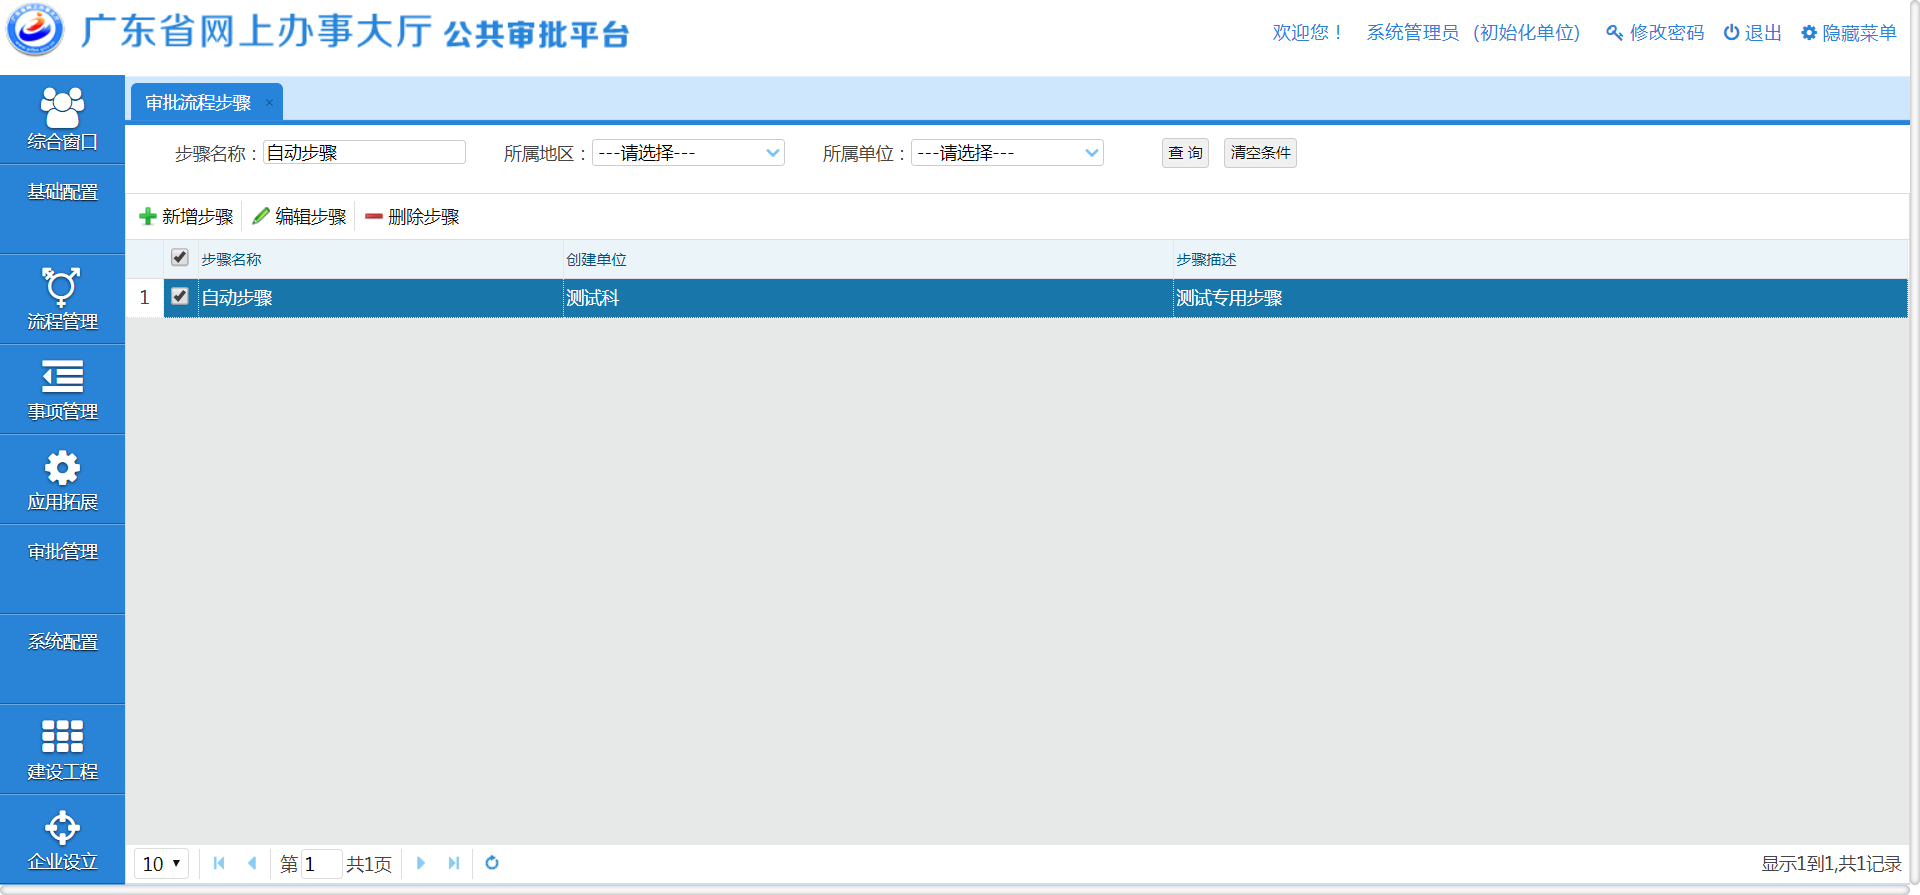 广东省网上办事大厅 公共审批平台
欢迎您！ 系统管理员 (初始化单位) 修改密码 退出 隐藏菜单
综合窗口
基础配置
流程管理
事项管理
应用拓展
审批管理
系统配置
建设工程
企业设立
审批流程步骤 ×
步骤名称： 自动步骤 所属地区： ---请选择--- 所属单位： ---请选择--- 查 询 清空条件
新增步骤 编辑步骤 删除步骤
步骤名称 创建单位 步骤描述
1 自动步骤 测试科 测试专用步骤
10 第 1 共1页 显示1到1,共1记录